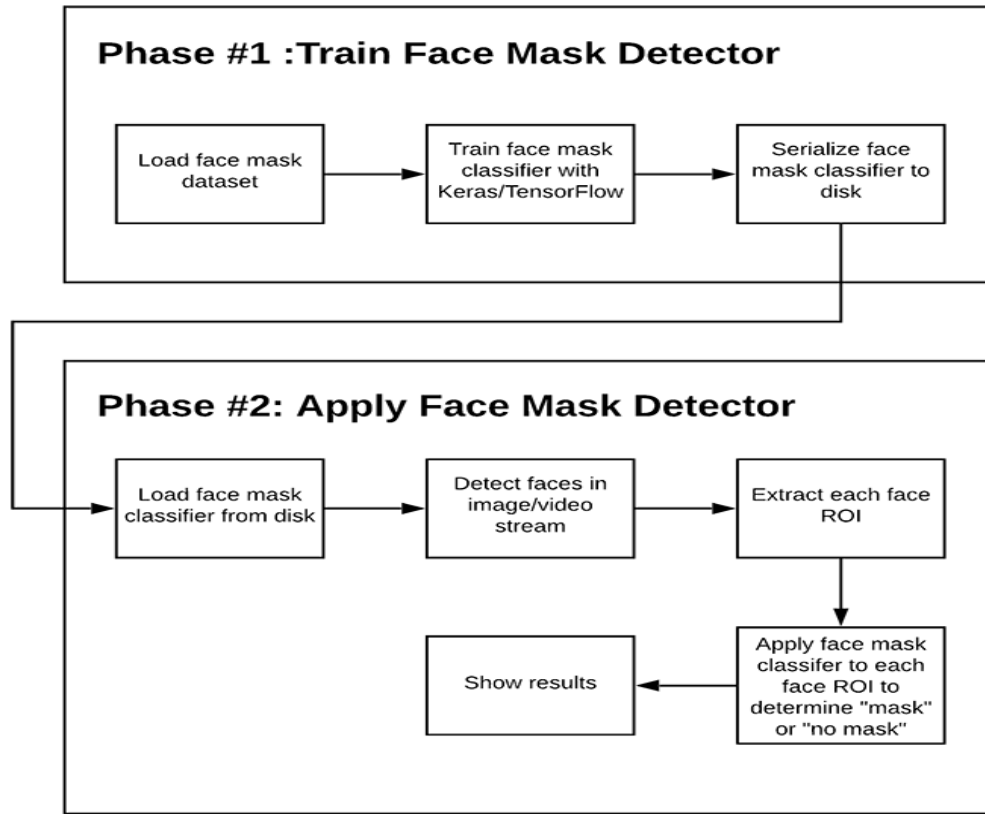 Phase #1 :Train Face Mask Detector
Load face mask
dataset
Train face mask
classifier with
Keras/TensorFlow
Serialize face
mask classifier to
disk
Phase #2: Apply Face Mask Detector
Load face mask
classifier from disk
Detect faces in
image/video
stream
Extract each face
ROI
Apply face mask
classifer to each
face ROI to
determine "mask"
or "no mask"
Show results